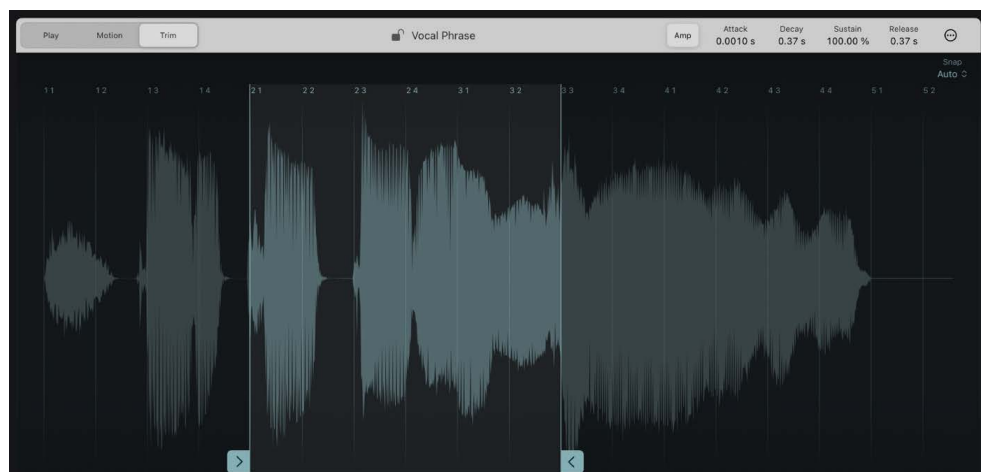 Play Motion Trim Vocal Phrase Amp Attack Decay Sustain Release
0.0010 s 0.37 s 100.00 % 0.37 s
Snap
Auto
1 1 1 2 1 3 1 4 2 1 2 2 2 3 2 4 3 1 3 2 3 3 3 4 4 1 4 2 4 3 4 4 5 1 5 2